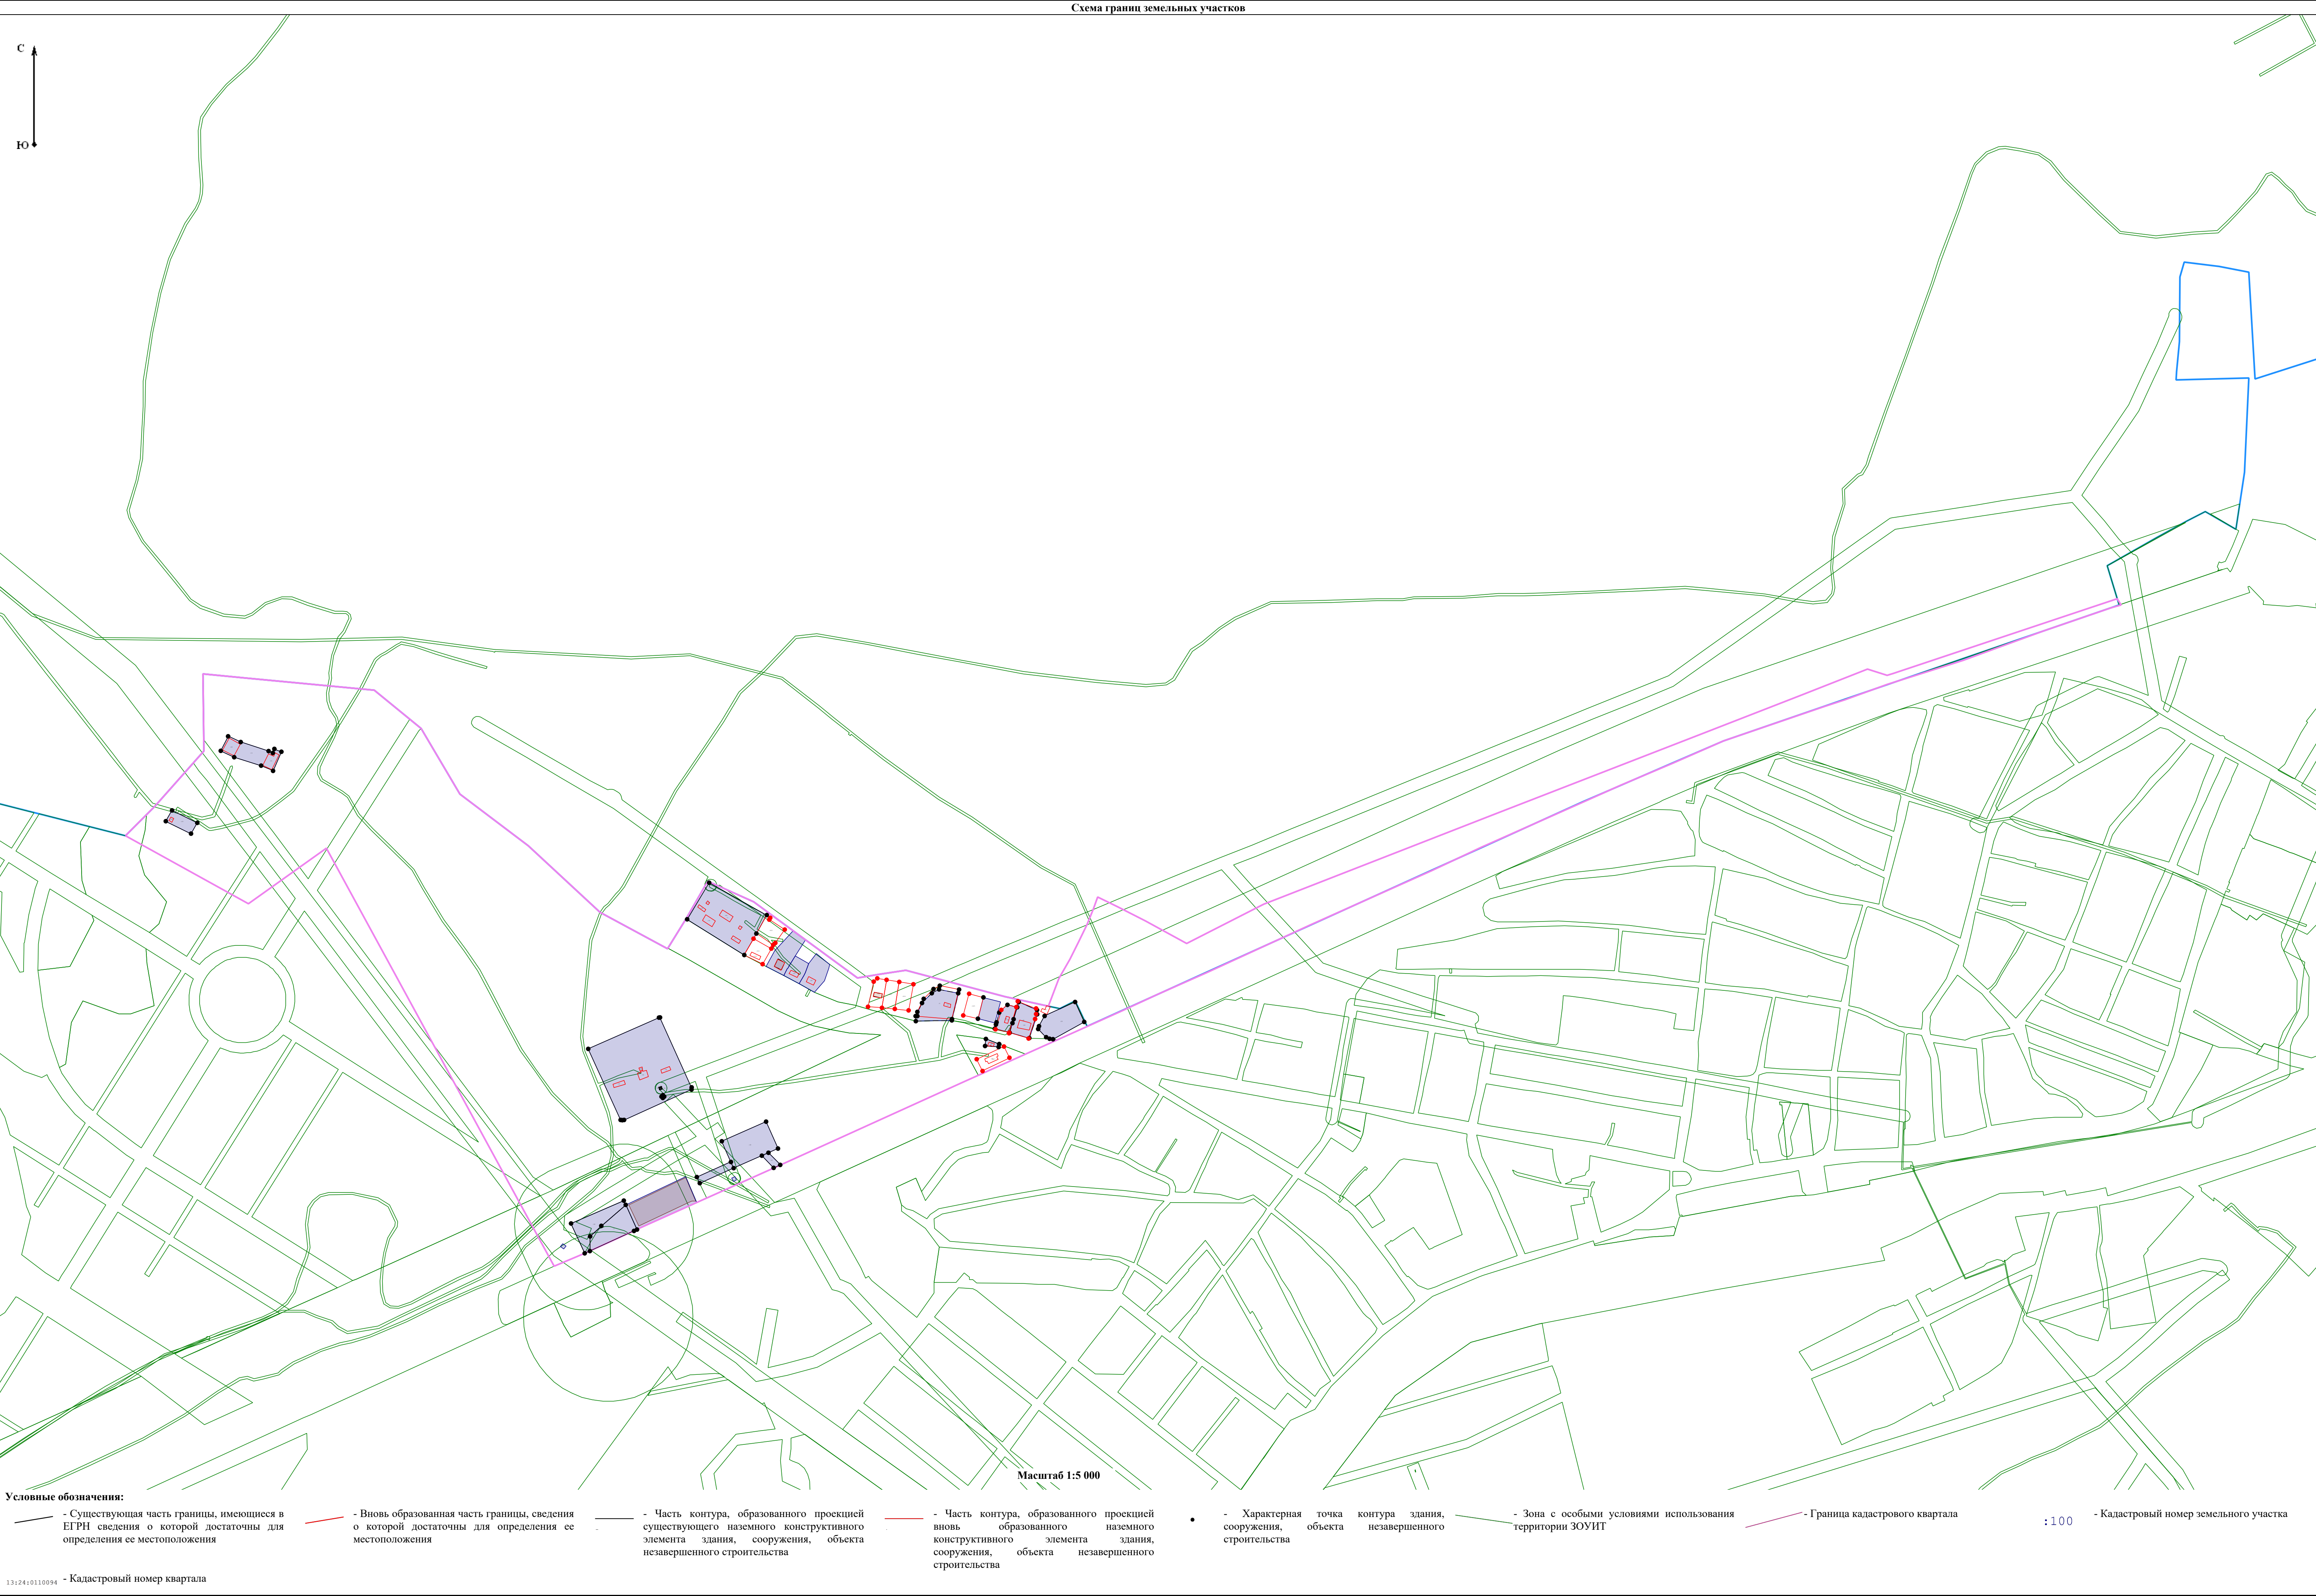 Схема границ земельных участков
С
Ю
Масштаб 1:5 000
Условные обозначения:
- Существующая часть границы, имеющиеся в
ЕГРН сведения о которой достаточны для
определения ее местоположения
- Вновь образованная часть границы, сведения
о которой достаточны для определения ее
местоположения
- Часть контура, образованного проекцией
существующего наземного конструктивного
элемента здания, сооружения, объекта
незавершенного строительства
- Часть контура, образованного проекцией
вновь образованного наземного
конструктивного элемента здания,
сооружения, объекта незавершенного
строительства
- Характерная точка контура здания,
сооружения, объекта незавершенного
строительства
- Зона с особыми условиями использования
территории ЗОУИТ
- Граница кадастрового квартала
:100
- Кадастровый номер земельного участка
13:24:0110094
- Кадастровый номер квартала